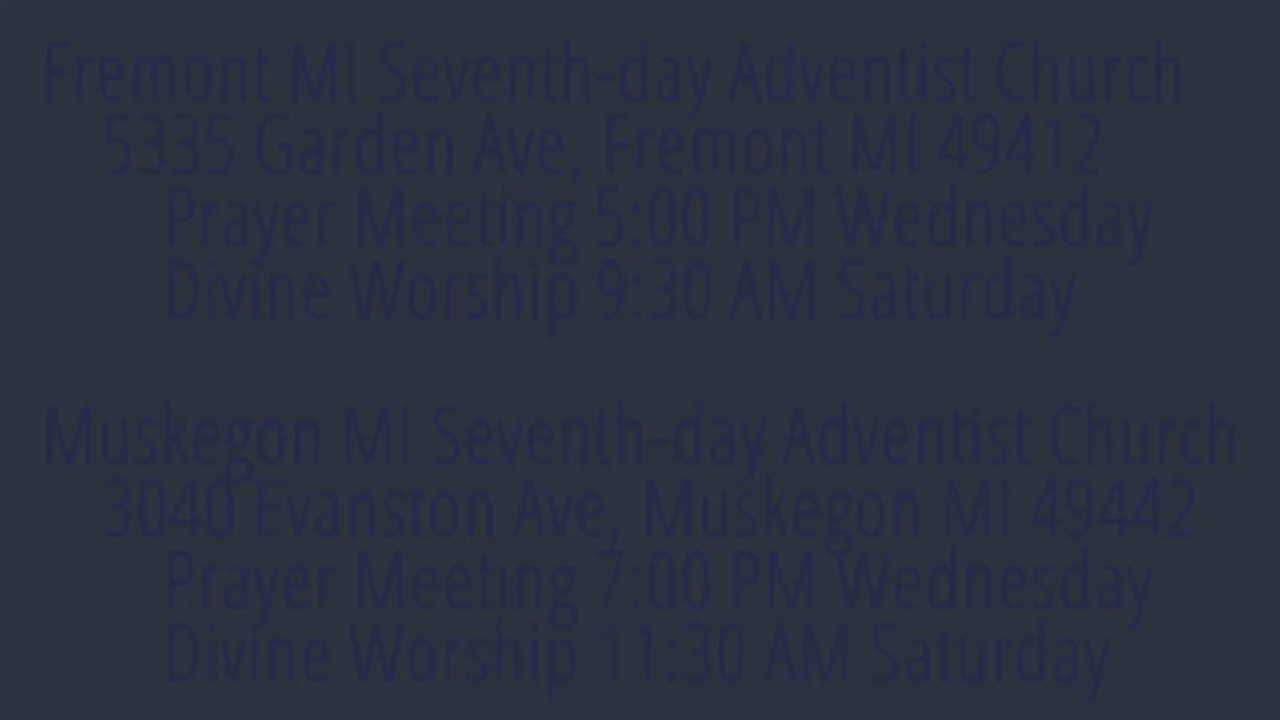 Fremont MI Seventh-day Adventist Church
5335 Garden Ave, Fremont MI 49412
Prayer Meeting 5:00 PM Wednesday
Divine Worship 9:30 AM Saturday
Muskegon MI Seventh-day Adventist Church
3040 Evanston Ave, Muskegon MI 49442
Prayer Meeting 7:00 PM Wednesday
Divine Worship 11:30 AM Saturday